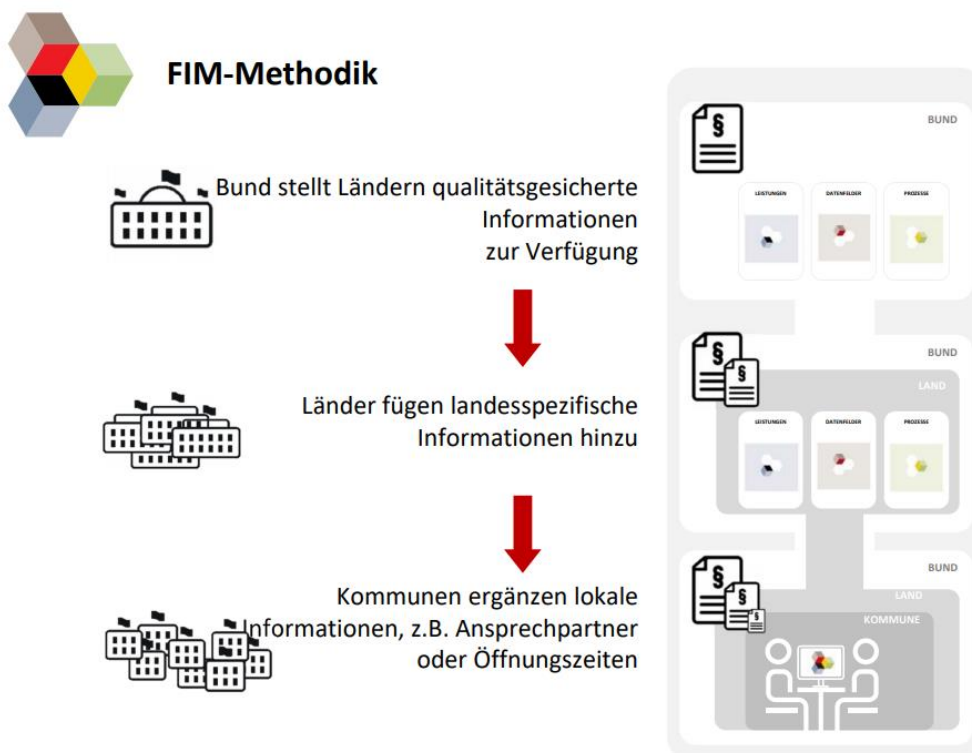 FIM-Methodik
Bund stellt Ländern qualitätsgesicherte
Informationen
zur Verfügung
Länder fügen landesspezifische
Informationen hinzu
Kommunen ergänzen lokale
Informationen, z.B. Ansprechpartner
oder Öffnungszeiten
§
BUND
LEISTUNGEN
DATENFELDER
PROZESSE
§
§
BUND
LAND
LEISTUNGEN
DATENFELDER
PROZESSE
§
§
§
BUND
LAND
KOMMUNE